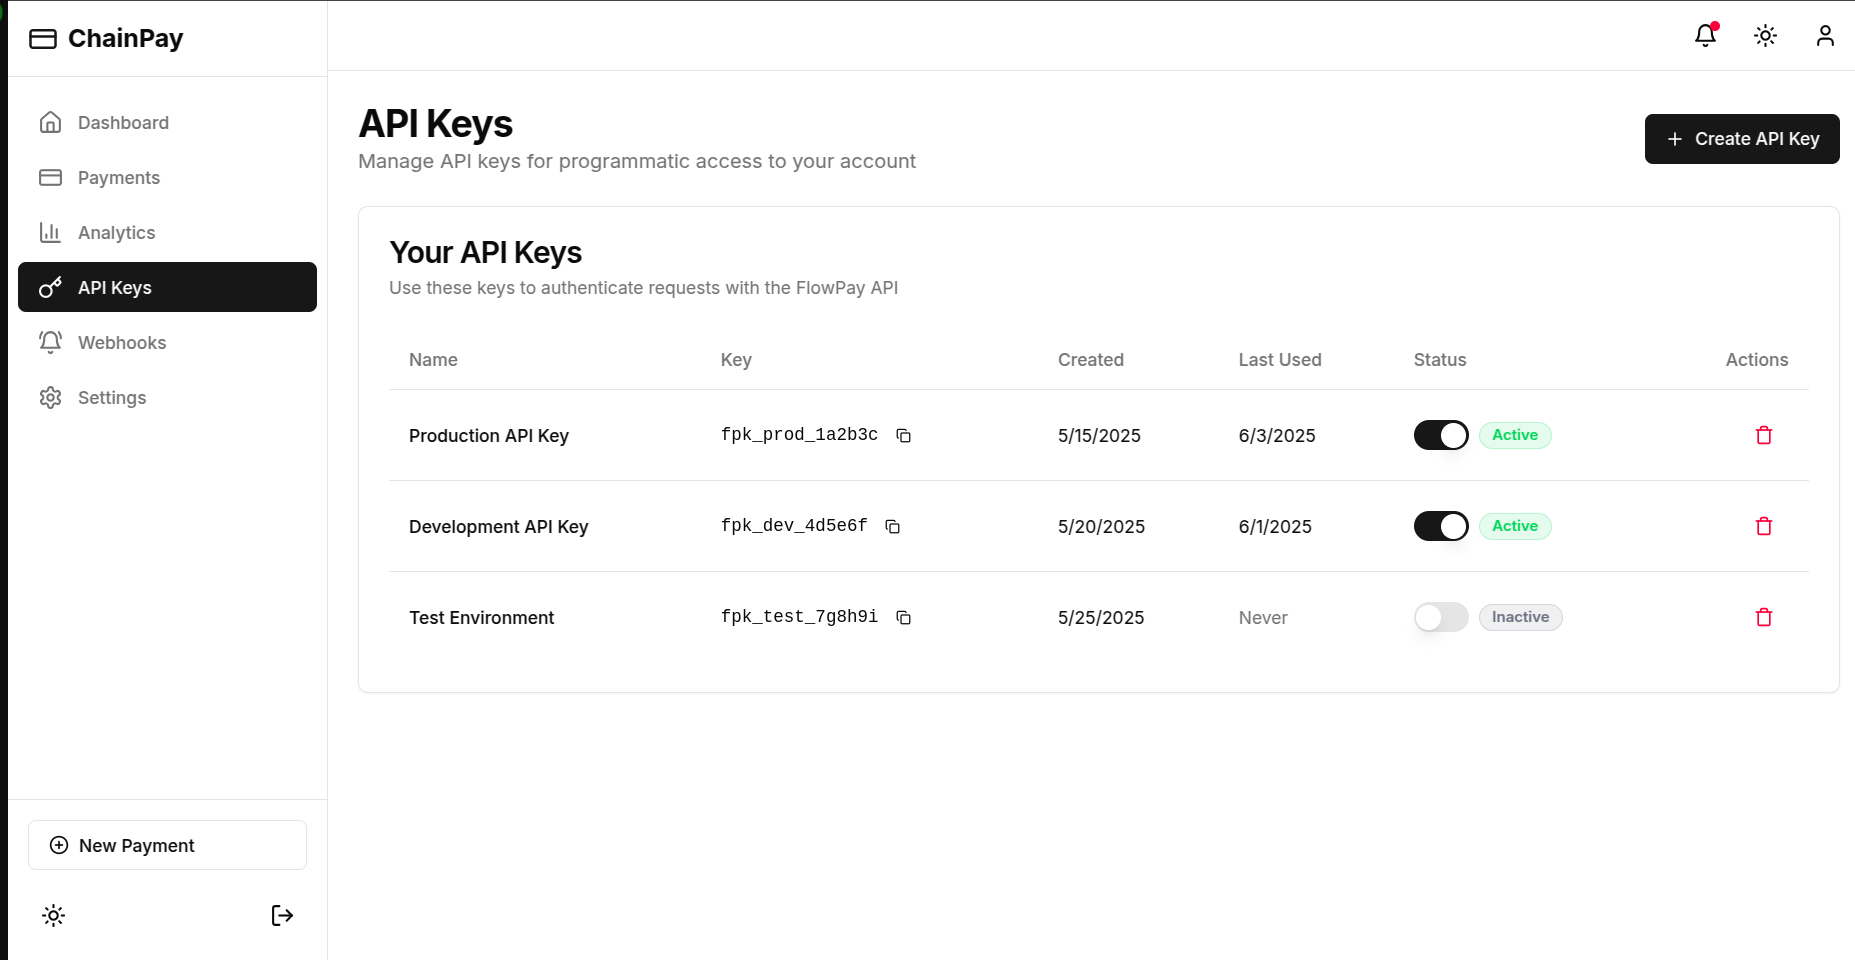 ChainPay
Dashboard
Payments
Analytics
API Keys
Webhooks
Settings
New Payment
API Keys
Manage API keys for programmatic access to your account
Create API Key
Your API Keys
Use these keys to authenticate requests with the FlowPay API
Name Key Created Last Used Status Actions
Production API Key fpk_prod_1a2b3c 5/15/2025 6/3/2025 Active
Development API Key fpk_dev_4d5e6f 5/20/2025 6/1/2025 Active
Test Environment fpk_test_7g8h9i 5/25/2025 Never Inactive